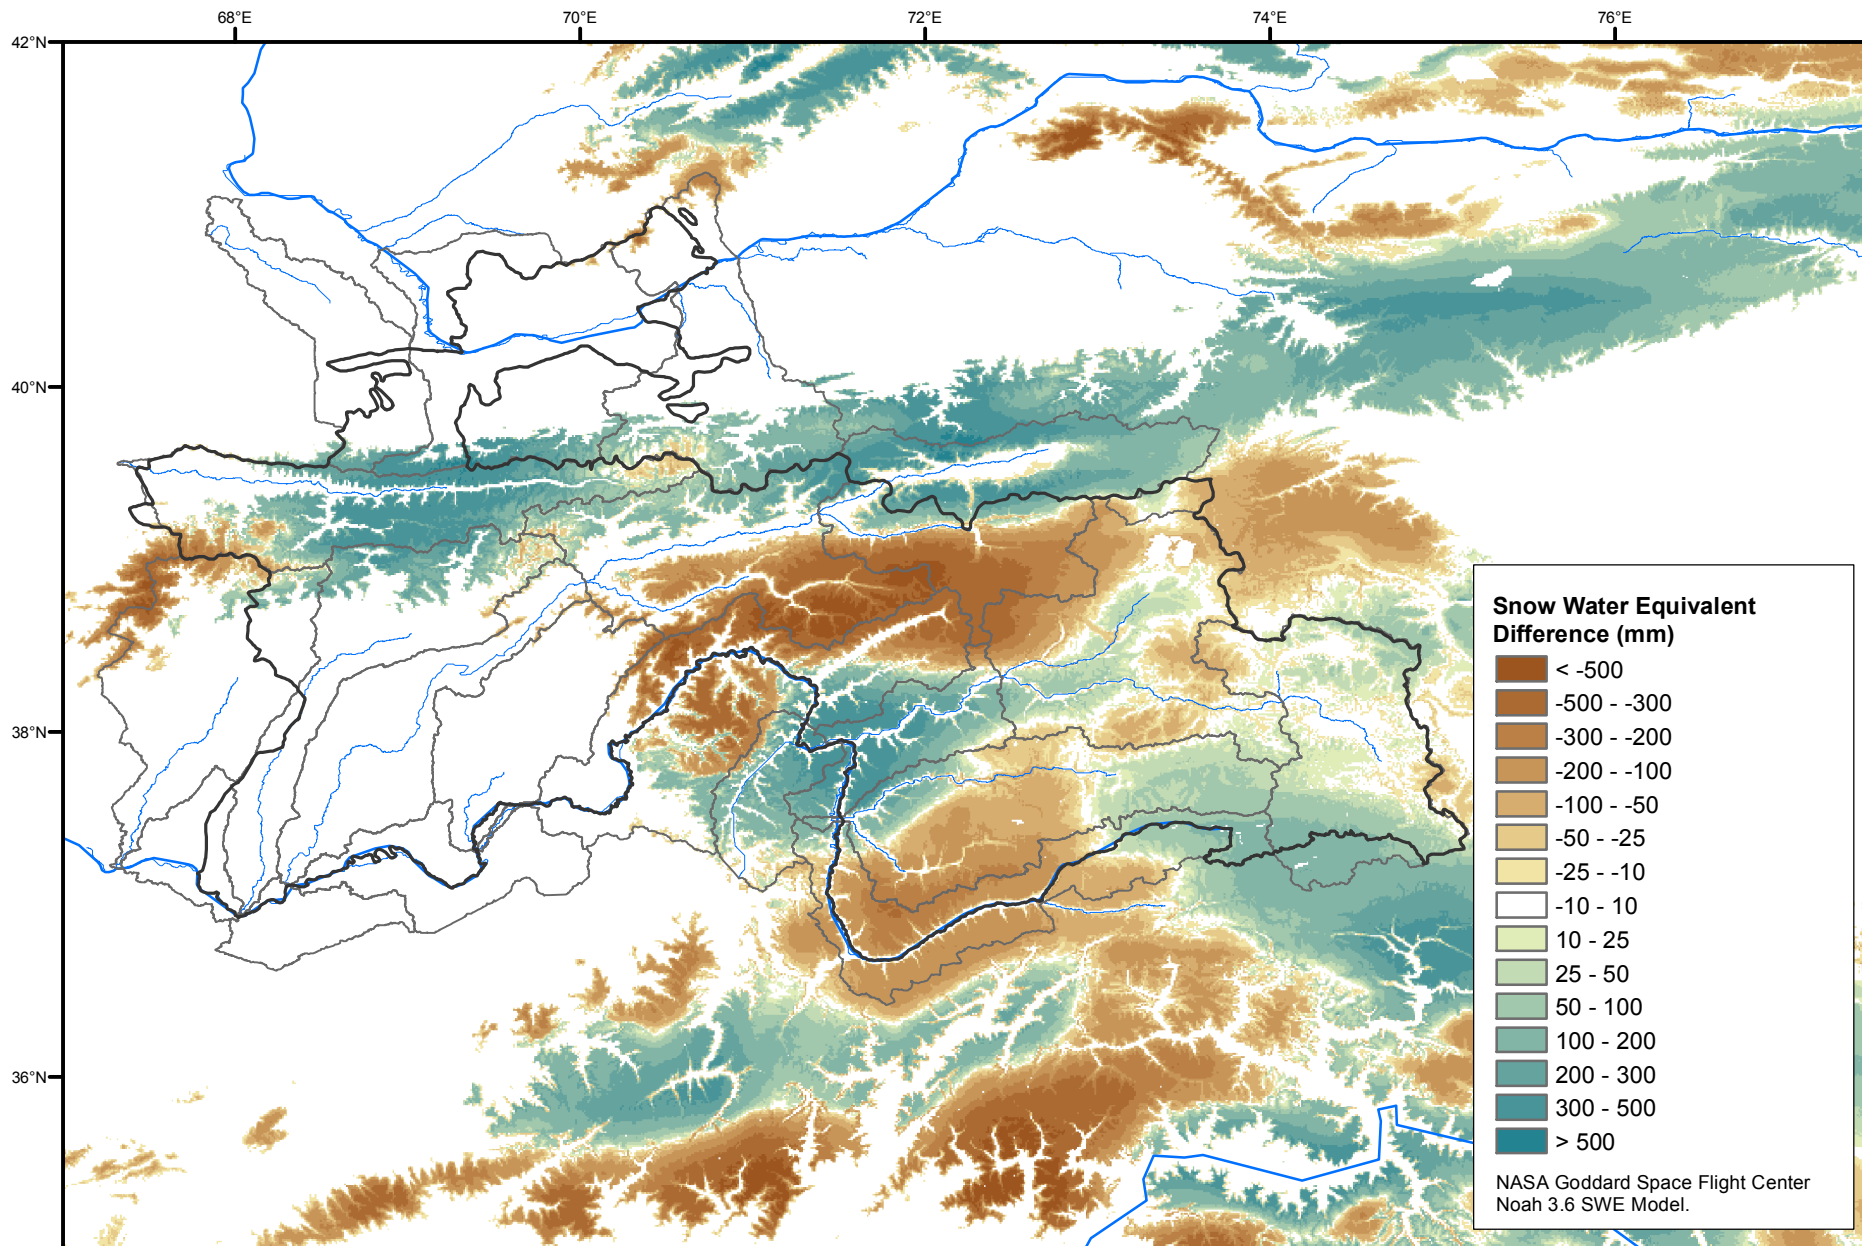 68°E
70°E
72°E
74°E
76°E
42°N
40°N
38°N
36°N
Snow Water Equivalent
Difference (mm)
< -500
-500 - -300
-300 - -200
-200 - -100
-100 - -50
-50 - -25
-25 - -10
-10 - 10
10 - 25
25 - 50
50 - 100
100 - 200
200 - 300
300 - 500
> 500
NASA Goddard Space Flight Center
Noah 3.6 SWE Model.